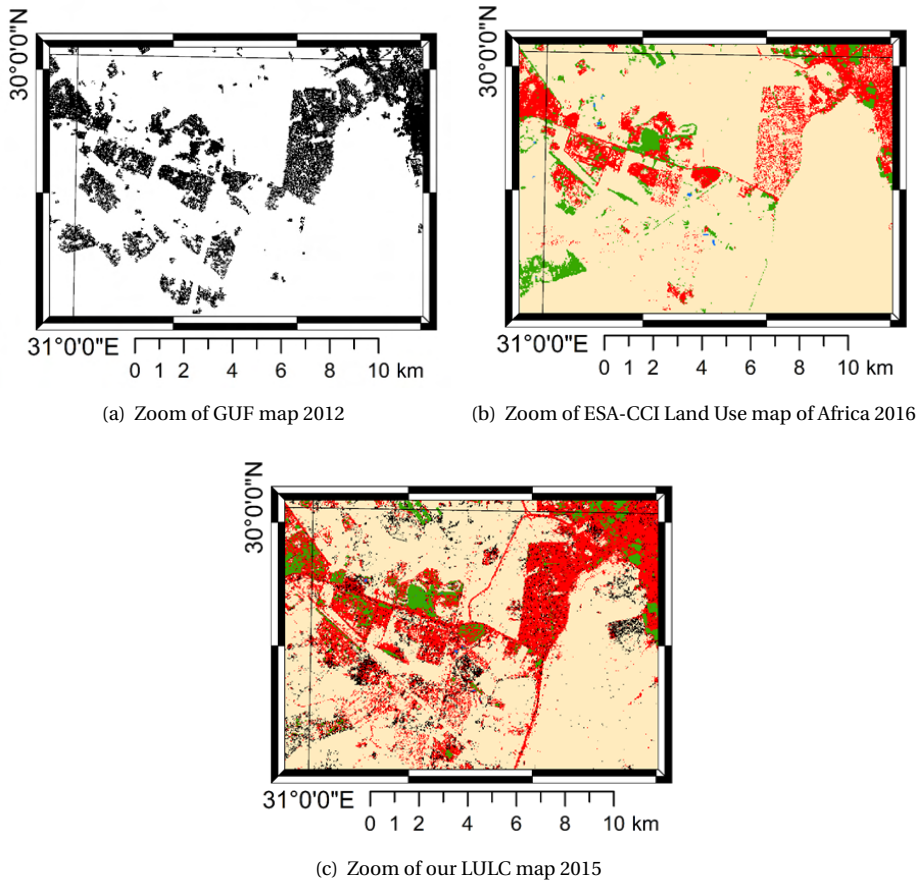 30°0'0"N
31°0'0"E
0 1 2 4 6 8 10 km
(a) Zoom of GUF map 2012
30°0'0"N
31°0'0"E
0 1 2 4 6 8 10 km
(b) Zoom of ESA-CCI Land Use map of Africa 2016
30°0'0"N
31°0'0"E
0 1 2 4 6 8 10 km
(c) Zoom of our LULC map 2015